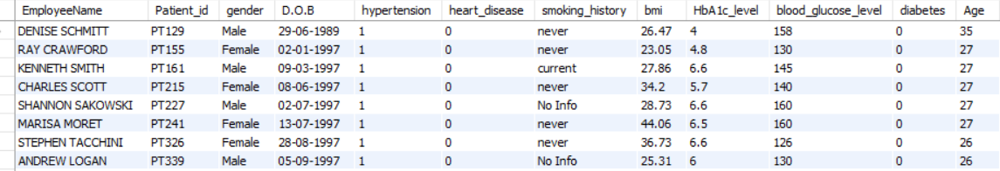 EmployeeName Patient_id gender D.O.B hypertension heart_disease smoking_history bmi HbA1c_level blood_glucose_level diabetes Age
DENISE SCHMITT PT129 Male 29-06-1989 1 0 never 26.47 4 158 0 35
RAY CRAWFORD PT155 Female 02-01-1997 1 0 never 23.05 4.8 130 0 27
KENNETH SMITH PT161 Male 09-03-1997 1 0 current 27.86 6.6 145 0 27
CHARLES SCOTT PT215 Female 08-06-1997 1 0 never 34.2 5.7 140 0 27
SHANNON SAKOWSKI PT227 Male 02-07-1997 1 0 No Info 28.73 6.6 160 0 27
MARISA MORET PT241 Female 13-07-1997 1 0 never 44.06 6.5 160 0 27
STEPHEN TACCHINI PT326 Female 28-08-1997 1 0 never 36.73 6.6 126 0 26
ANDREW LOGAN PT339 Male 05-09-1997 1 0 No Info 25.31 6 130 0 26